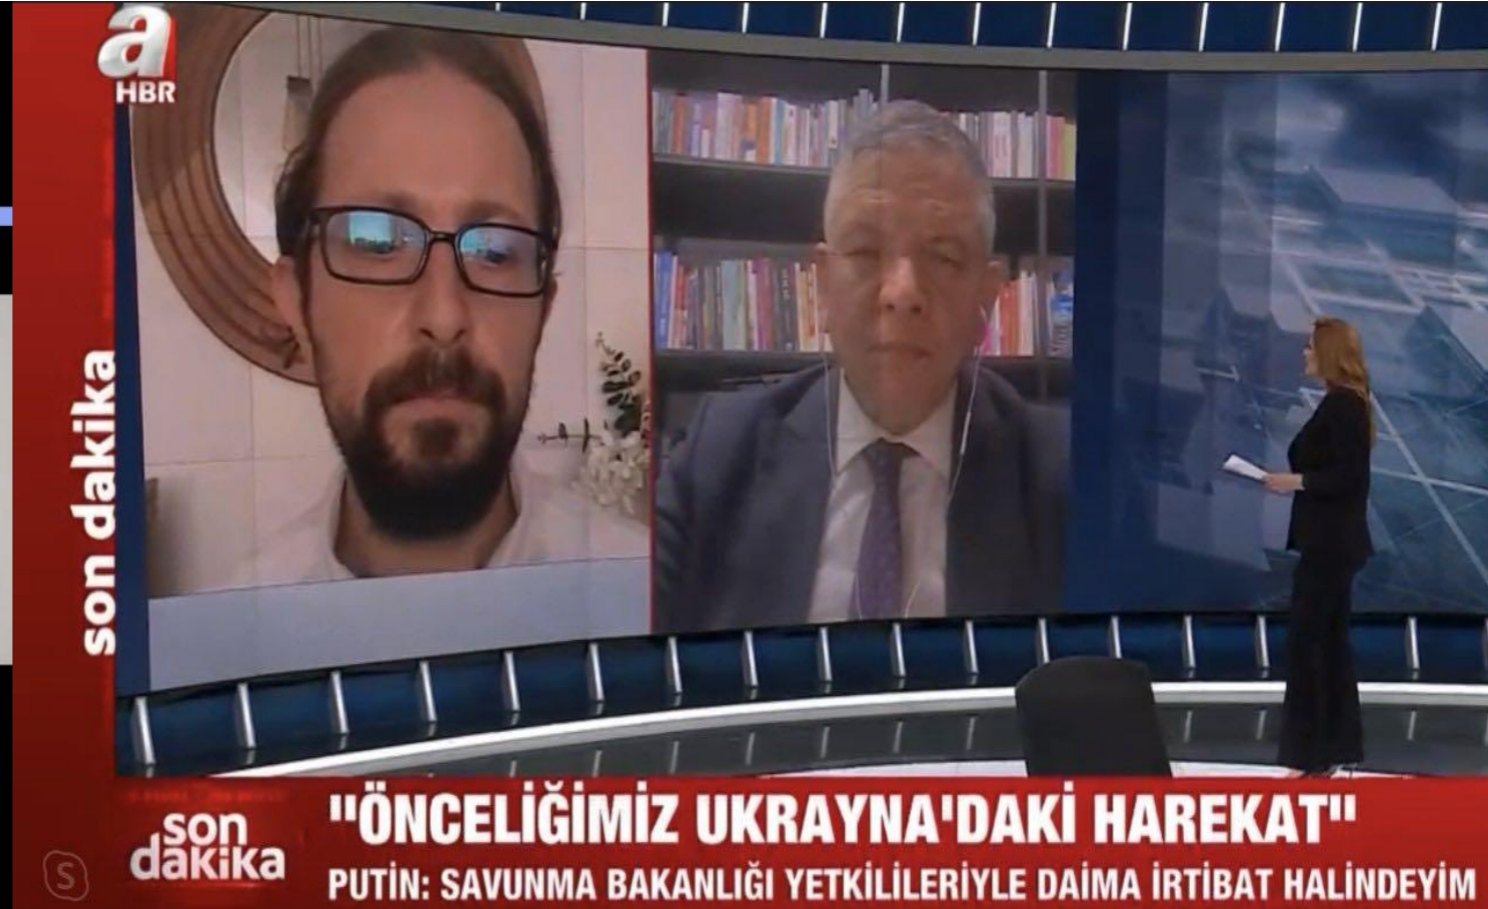 a
HBR
son dakika
son
dakika
"ÖNCELİĞİMİZ UKRAYNA'DAKİ HAREKAT"
PUTİN: SAVUNMA BAKANLIĞI YETKİLİLERİYLE DAİMA İRTİBAT HALİNDEYİM
S